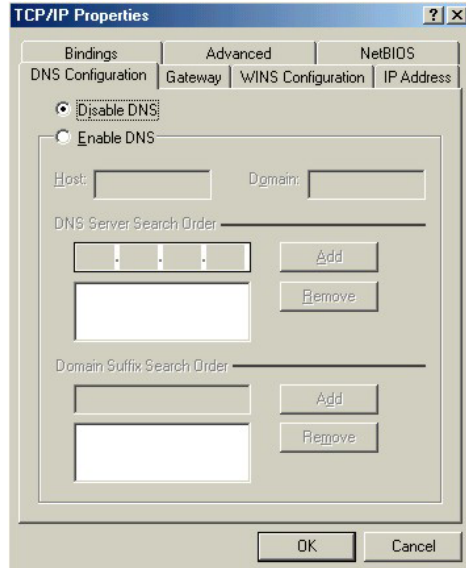 TCP/IP Properties
Bindings Advanced NetBIOS
DNS Configuration Gateway WINS Configuration IP Address
Disable DNS
Enable DNS
Host: Domain:
DNS Server Search Order
. . .
Add
Remove
Domain Suffix Search Order
Add
Remove
OK Cancel